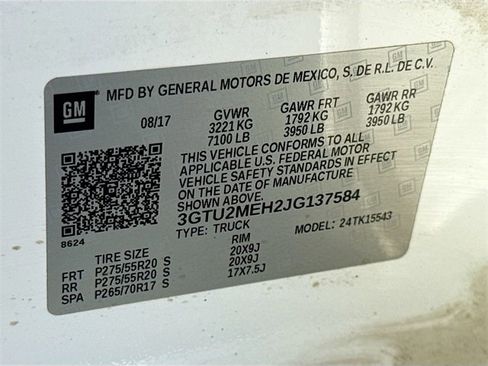 MFD BY GENERAL MOTORS DE MEXICO, S. DE R.L. DE C.V.
GM
08/17 GVWR GAWR FRT GAWR RR
3221 KG 1792 KG 1792 KG
7100 LB 3950 LB 3950 LB
THIS VEHICLE CONFORMS TO ALL
APPLICABLE U.S. FEDERAL MOTOR
VEHICLE SAFETY STANDARDS IN
EFFECT ON THE DATE OF MANUFACTURE
SHOWN ABOVE.
3GTU2MEH2JG137584
8624
TYPE: TRUCK MODEL: 24TK15543
TIRE SIZE RIM
FRT P275/55R20 S 20X9J
RR P275/55R20 S 20X9J
SPA P265/70R17 S 17X7.5J